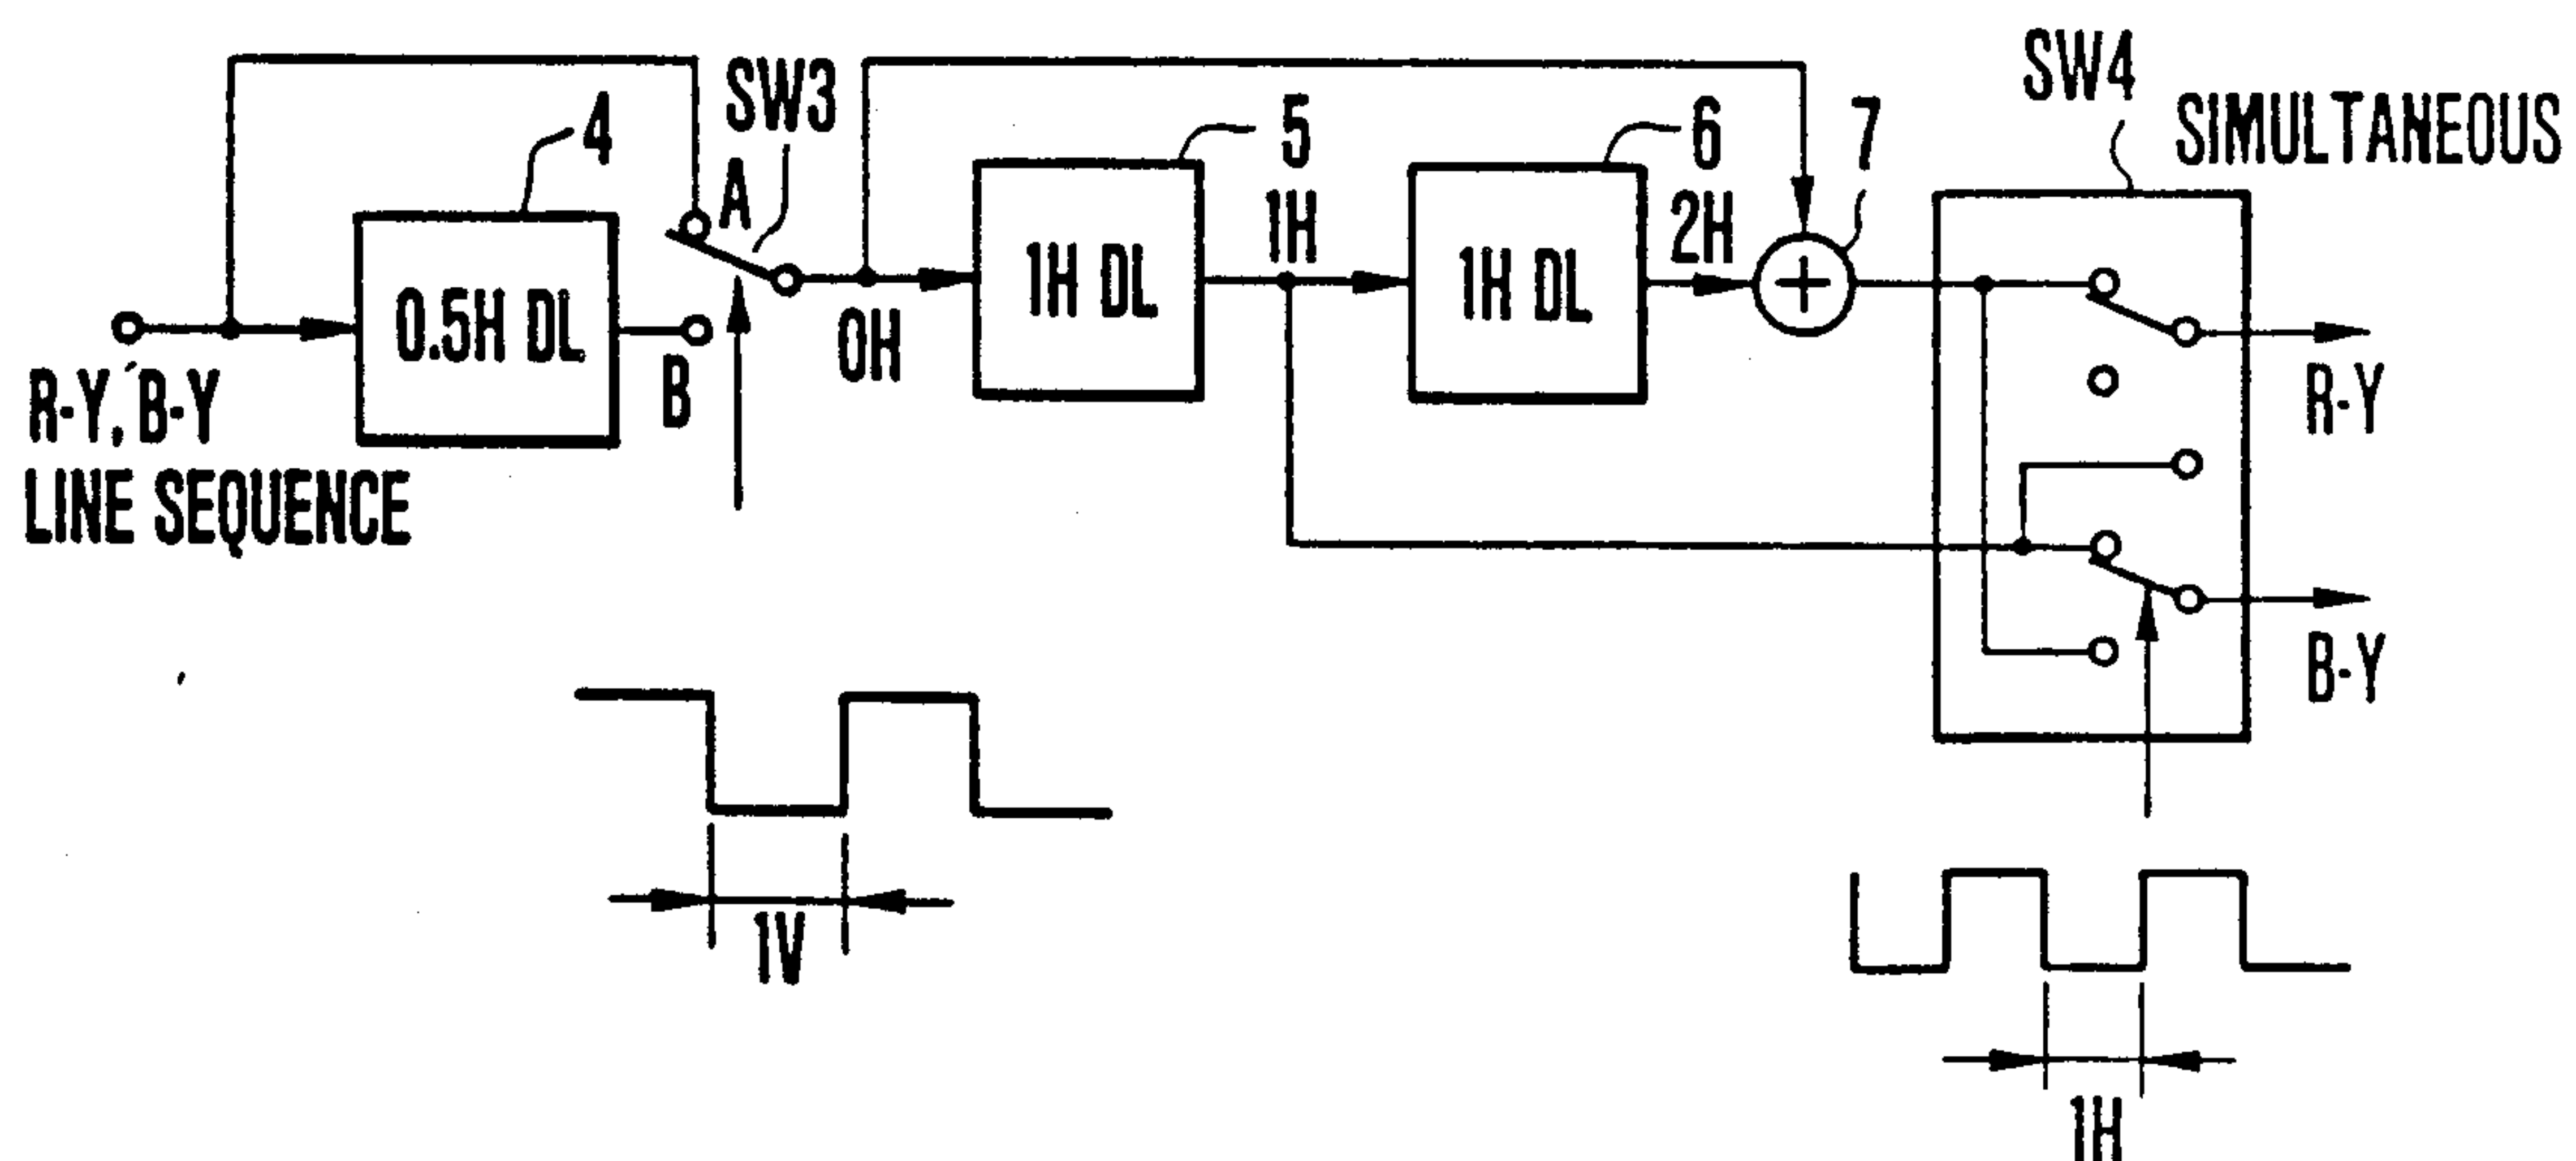 SW3
SW4
SIMULTANEOUS
4
A
5
1H
6
2H
7
0.5H DL
B
0H
1H DL
1H DL
R-Y, B-Y
LINE SEQUENCE
R-Y
B-Y
1V
1H